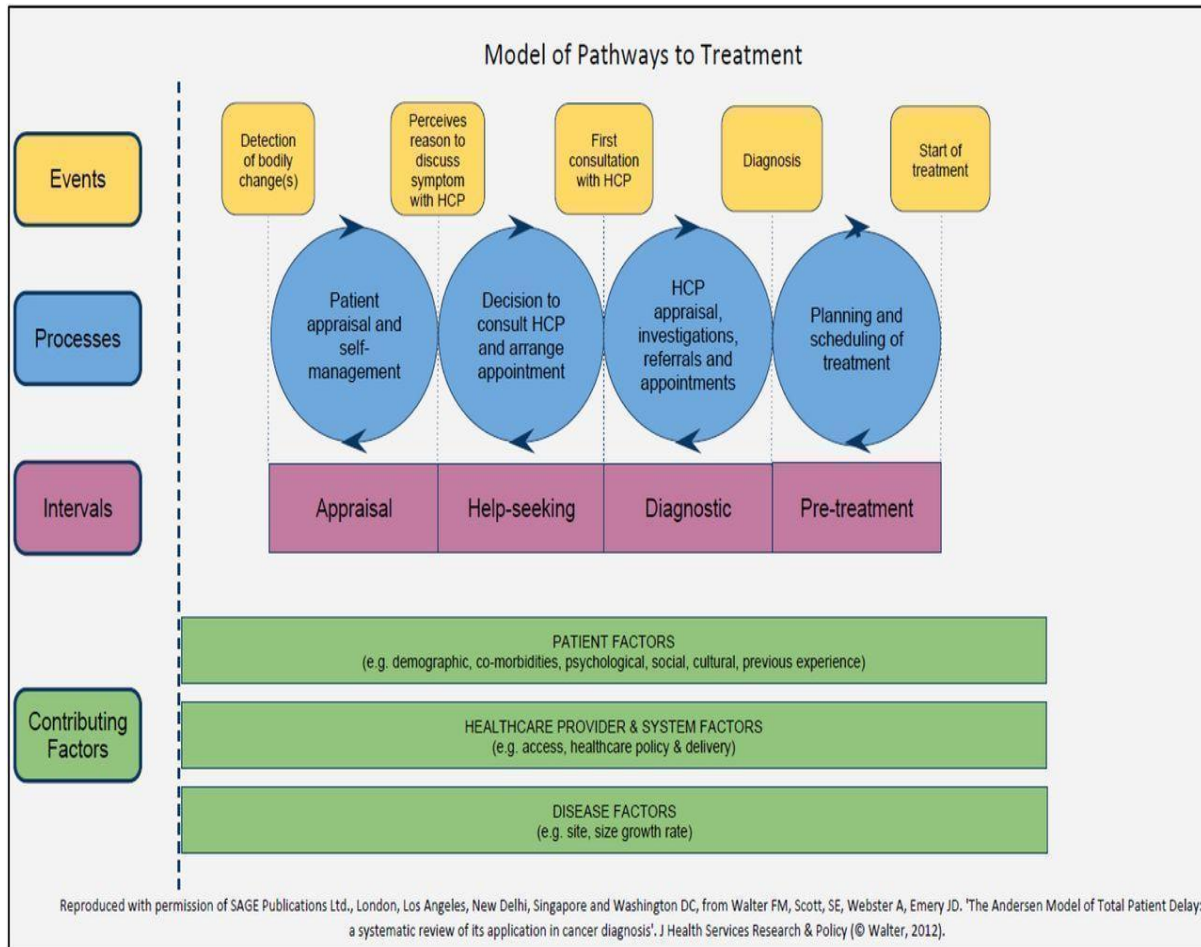 Model of Pathways to Treatment
Events
Detection
of bodily
change(s)
Perceives
reason to
discuss
symptom
with HCP
First
consultation
with HCP
Diagnosis
Start of
treatment
Processes
Patient
appraisal and
self-
management
Decision to
consult HCP
and arrange
appointment
HCP
appraisal,
investigations,
referrals and
appointments
Planning and
scheduling of
treatment
Intervals
Appraisal
Help-seeking
Diagnostic
Pre-treatment
Contributing
Factors
PATIENT FACTORS
(e.g. demographic, co-morbidities, psychological, social, cultural, previous experience)
HEALTHCARE PROVIDER & SYSTEM FACTORS
(e.g. access, healthcare policy & delivery)
DISEASE FACTORS
(e.g. site, size growth rate)
Reproduced with permission of SAGE Publications Ltd., London, Los Angeles, New Delhi, Singapore and Washington DC, from Walter FM, Scott, SE, Webster A, Emery JD. 'The Andersen Model of Total Patient Delay:
a systematic review of its application in cancer diagnosis'. J Health Services Research & Policy (© Walter, 2012).